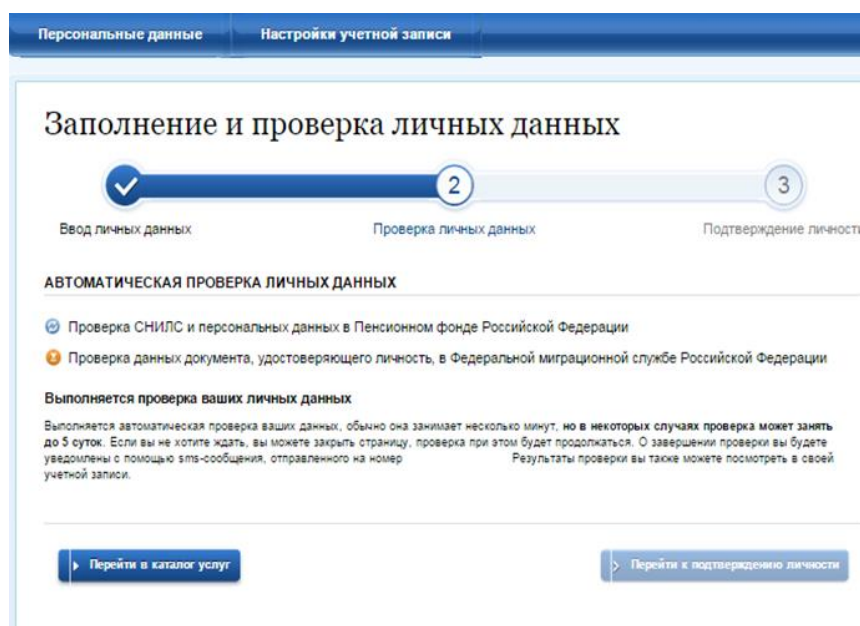 Персональные данные Настройки учетной записи
Заполнение и проверка личных данных
2 3
Ввод личных данных Проверка личных данных Подтверждение личности
АВТОМАТИЧЕСКАЯ ПРОВЕРКА ЛИЧНЫХ ДАННЫХ
Проверка СНИЛС и персональных данных в Пенсионном фонде Российской Федерации
Проверка данных документа, удостоверяющего личность, в Федеральной миграционной службе Российской Федерации
Выполняется проверка ваших личных данных
Выполняется автоматическая проверка ваших данных, обычно она занимает несколько минут, но в некоторых случаях проверка может занять
до 5 суток. Если вы не хотите ждать, вы можете закрыть страницу, проверка при этом будет продолжаться. О завершении проверки вы будете
уведомлены с помощью sms-сообщения, отправленного на номер Результаты проверки вы также можете посмотреть в своей
учетной записи.
Перейти в каталог услуг Перейти к подтверждению личности